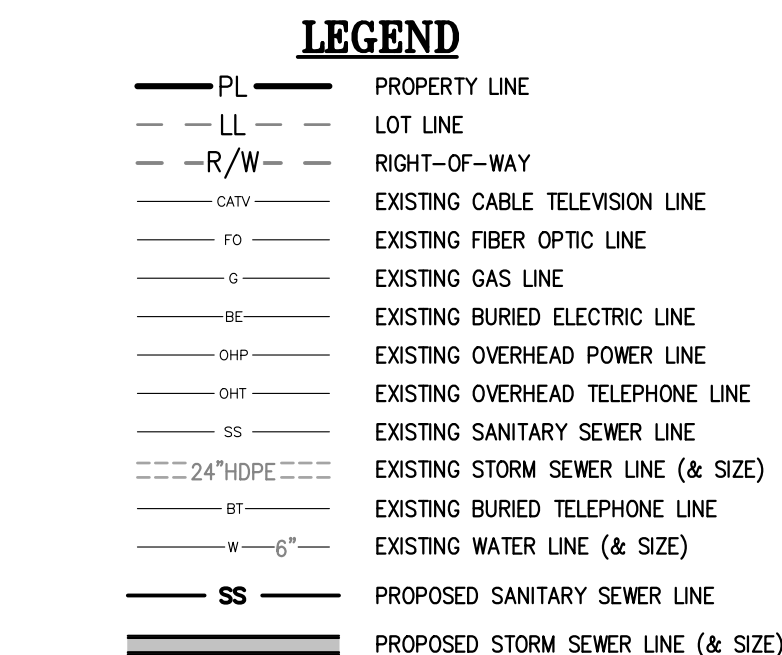 LEGEND
PL PROPERTY LINE
LL LOT LINE
R/W RIGHT-OF-WAY
CATV EXISTING CABLE TELEVISION LINE
FO EXISTING FIBER OPTIC LINE
G EXISTING GAS LINE
BE EXISTING BURIED ELECTRIC LINE
OHP EXISTING OVERHEAD POWER LINE
OHT EXISTING OVERHEAD TELEPHONE LINE
SS EXISTING SANITARY SEWER LINE
24"HDPE EXISTING STORM SEWER LINE (& SIZE)
BT EXISTING BURIED TELEPHONE LINE
W 6" EXISTING WATER LINE (& SIZE)
SS PROPOSED SANITARY SEWER LINE
PROPOSED STORM SEWER LINE (& SIZE)